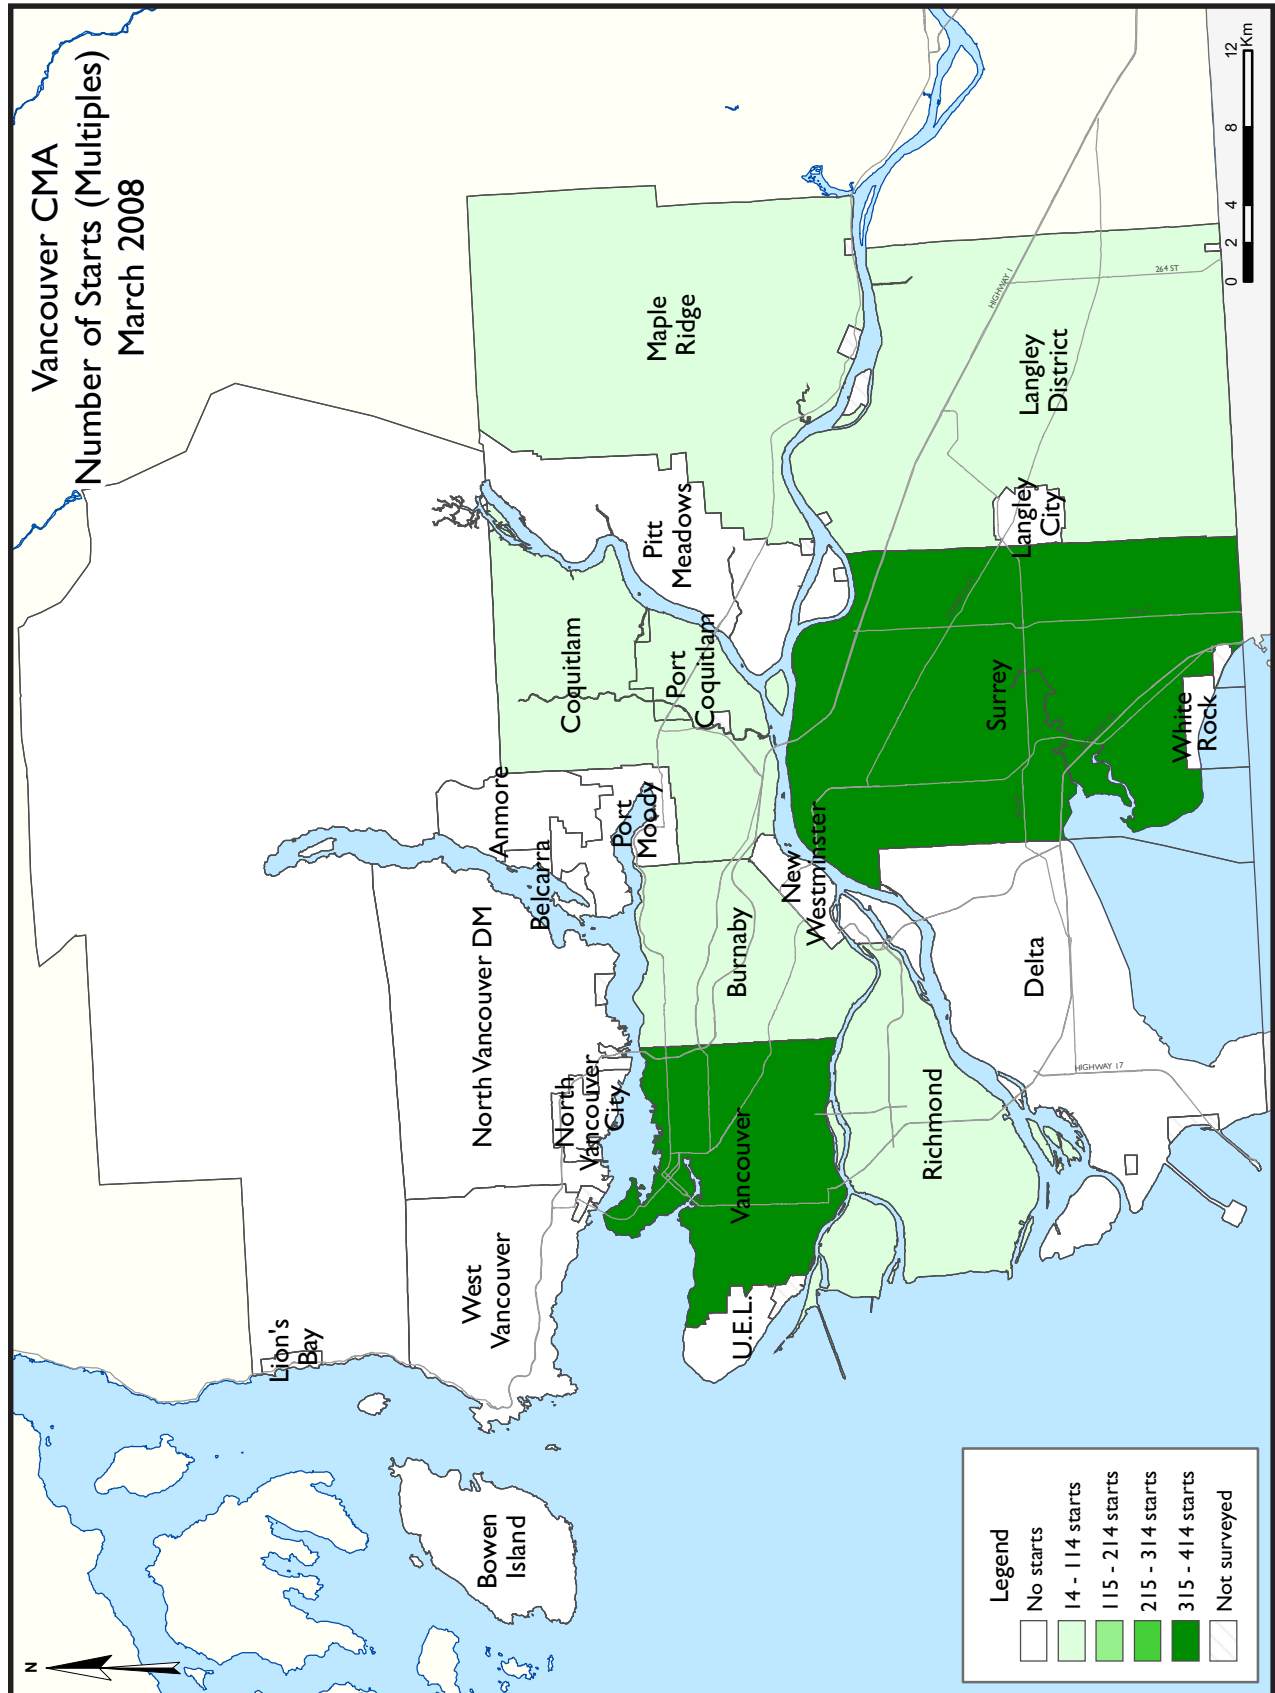 Vancouver CMA
Number of Starts (Multiples)
March 2008
N
Lion's
Bay
Bowen
Island
West
Vancouver
North Vancouver DM
North
Vancouver
City
Belcarra
Anmore
Port
Moody
Coquitlam
Port
Coquitlam
Pitt
Meadows
Maple
Ridge
U.E.L.
Vancouver
Burnaby
New
Westminster
Richmond
Delta
Surrey
White
Rock
Langley
City
Langley
District
HIGHWAY 1
264 ST
HIGHWAY 17
Legend
No starts
14 - 114 starts
115 - 214 starts
215 - 314 starts
315 - 414 starts
Not surveyed
0 2 4 8 12
Km